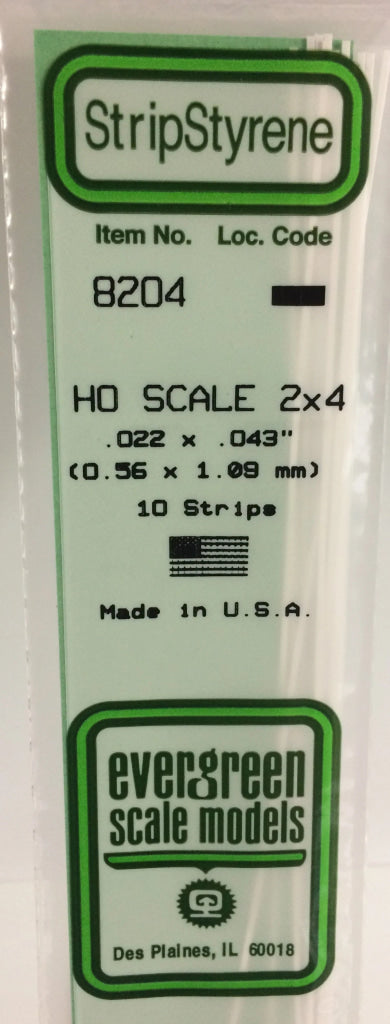 StripStyrene
Item No. Loc. Code
8204
HO SCALE 2x4
.022 x .043"
(0.56 x 1.09 mm)
10 Strips
Made in U.S.A.
evergreen
scale models
Des Plaines, IL 60018